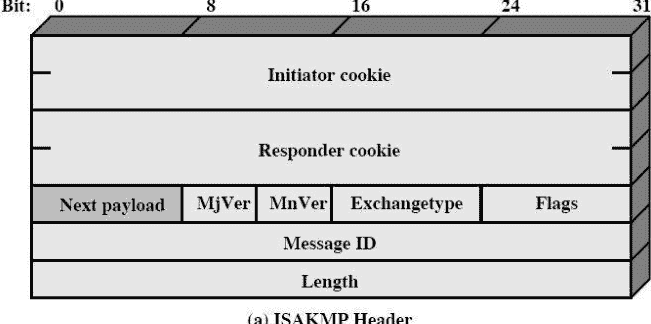 Bit: 0 8 16 24 31
Initiator cookie
Responder cookie
Next payload MjVer MnVer Exchangetype Flags
Message ID
Length
(a) ISAKMP Header